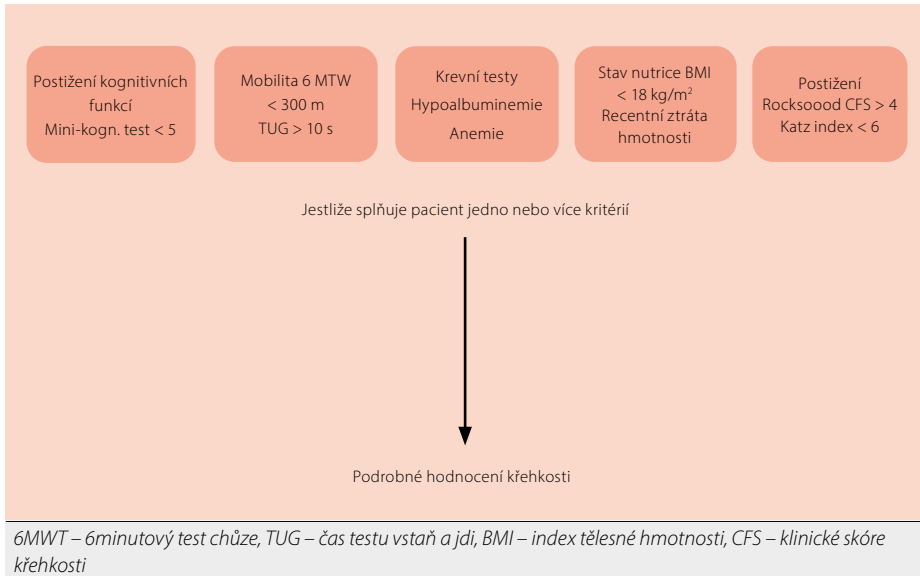 Postižení kognitivních
funkcí
Mini-kogn. test < 5
Mobilita 6 MTW
< 300 m
TUG > 10 s
Krevní testy
Hypoalbuminemie
Anemie
Stav nutrice BMI
< 18 kg/m²
Recentní ztráta
hmotnosti
Postižení
Rocksoood CFS > 4
Katz index < 6
Jestliže splňuje pacient jedno nebo více kritérií
Podrobné hodnocení křehkosti
6MWT – 6minutový test chůze, TUG – čas testu vstaň a jdi, BMI – index tělesné hmotnosti, CFS – klinické skóre
křehkosti